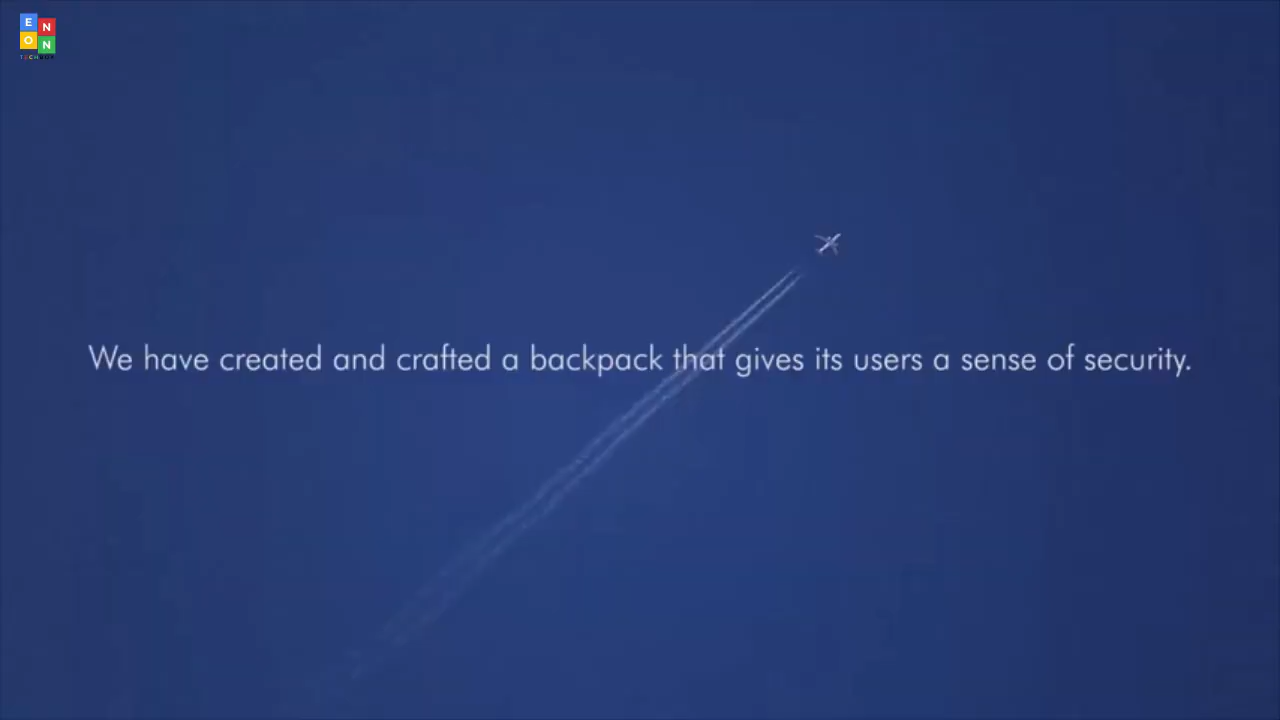 E N
O N
We have created and crafted a backpack that gives its users a sense of security.